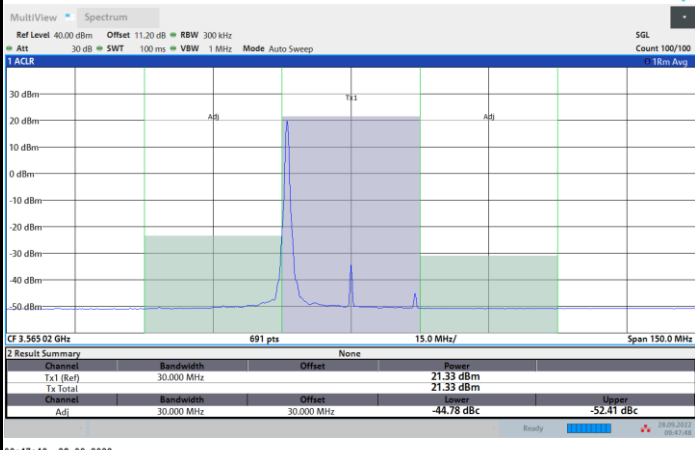 MultiView Spectrum
Ref Level 40.00 dBm Offset 11.20 dB RBW 300 kHz SGL
Att 30 dB SWT 100 ms VBW 1 MHz Mode Auto Sweep Count 100/100
1 ACLR 1Rm Avg
30 dBm
Tx1
20 dBm
Adj Adj
10 dBm
0 dBm
-10 dBm
-20 dBm
-30 dBm
-40 dBm
-50 dBm
CF 3.565 02 GHz 691 pts 15.0 MHz/ Span 150.0 MHz
2 Result Summary None
Channel Bandwidth Offset Power
Tx1 (Ref) 30.000 MHz 21.33 dBm
Tx Total 21.33 dBm
Channel Bandwidth Offset Lower Upper
Adj 30.000 MHz 30.000 MHz -44.78 dBc -52.41 dBc
Ready 28.09.2022
09:47:48